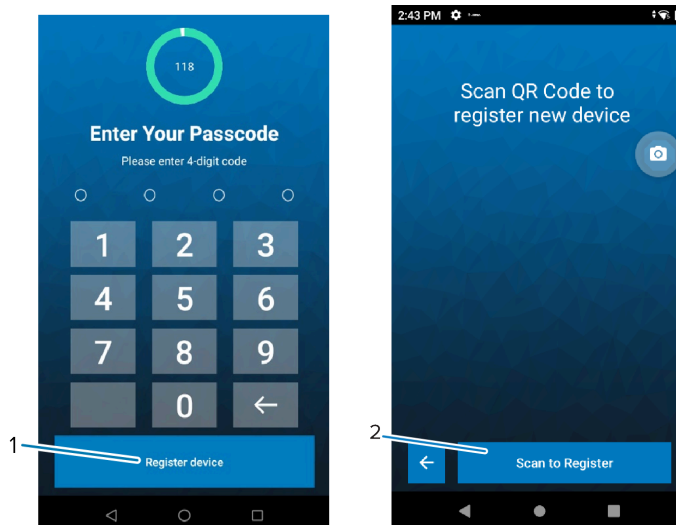 118
Enter Your Passcode
Please enter 4-digit code
1 2 3
4 5 6
7 8 9
0
1
Register device
2:43 PM
Scan QR Code to
register new device
2
Scan to Register